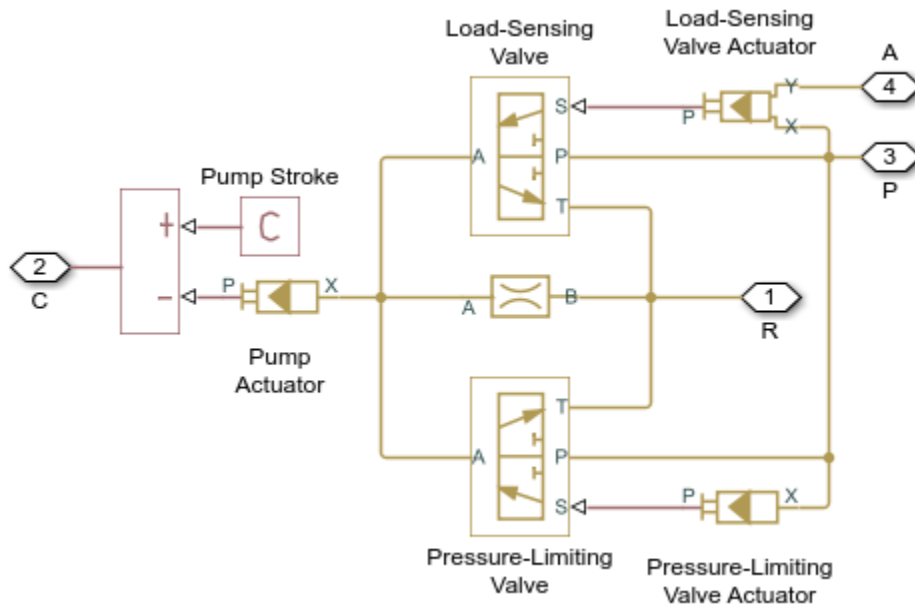 Load-Sensing
Valve
Load-Sensing
Valve Actuator
A
4
Y
S
P
X
A
P
3
P
T
Pump Stroke
+
C
2
C
−
P
X
A
B
1
R
Pump
Actuator
T
A
P
P
X
S
Pressure-Limiting
Valve
Pressure-Limiting
Valve Actuator